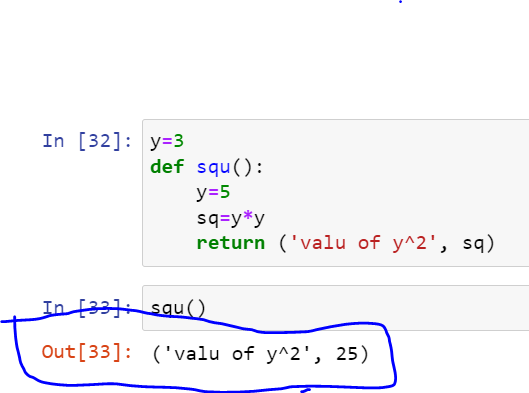 In [32]: y=3
def squ():
y=5
sq=y*y
return ('valu of y^2', sq)
In [33]: squ()
Out[33]: ('valu of y^2', 25)